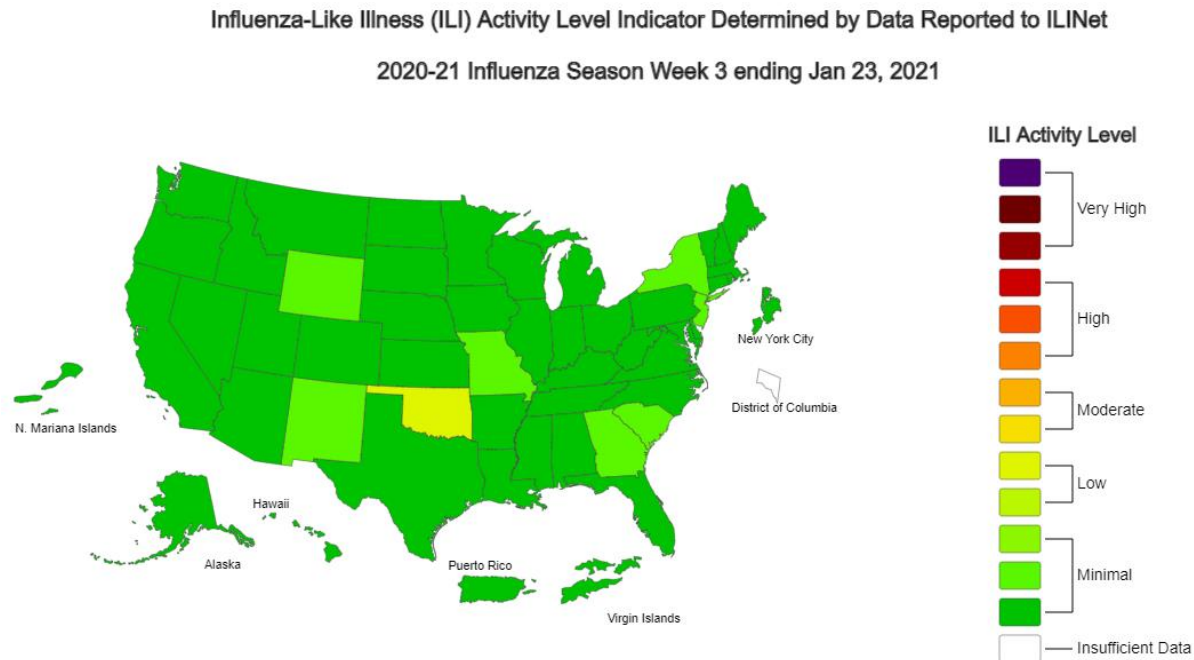 Influenza-Like Illness (ILI) Activity Level Indicator Determined by Data Reported to ILINet
2020-21 Influenza Season Week 3 ending Jan 23, 2021
ILI Activity Level
Very High
High
Moderate
Low
Minimal
Insufficient Data
New York City
District of Columbia
N. Mariana Islands
Hawaii
Alaska
Puerto Rico
Virgin Islands